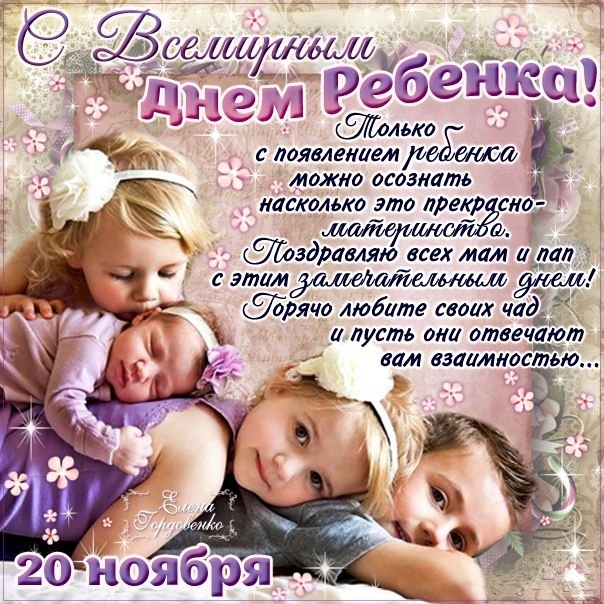 С Всемирным
Днем Ребенка!
Только
с появлением ребенка
можно осознать
насколько это прекрасно-
материнство.
Поздравляю всех мам и пап
с этим замечательным днем!
Горячо любите своих чад
и пусть они отвечают
вам взаимностью...
Елена
Гордовенко
20 ноября